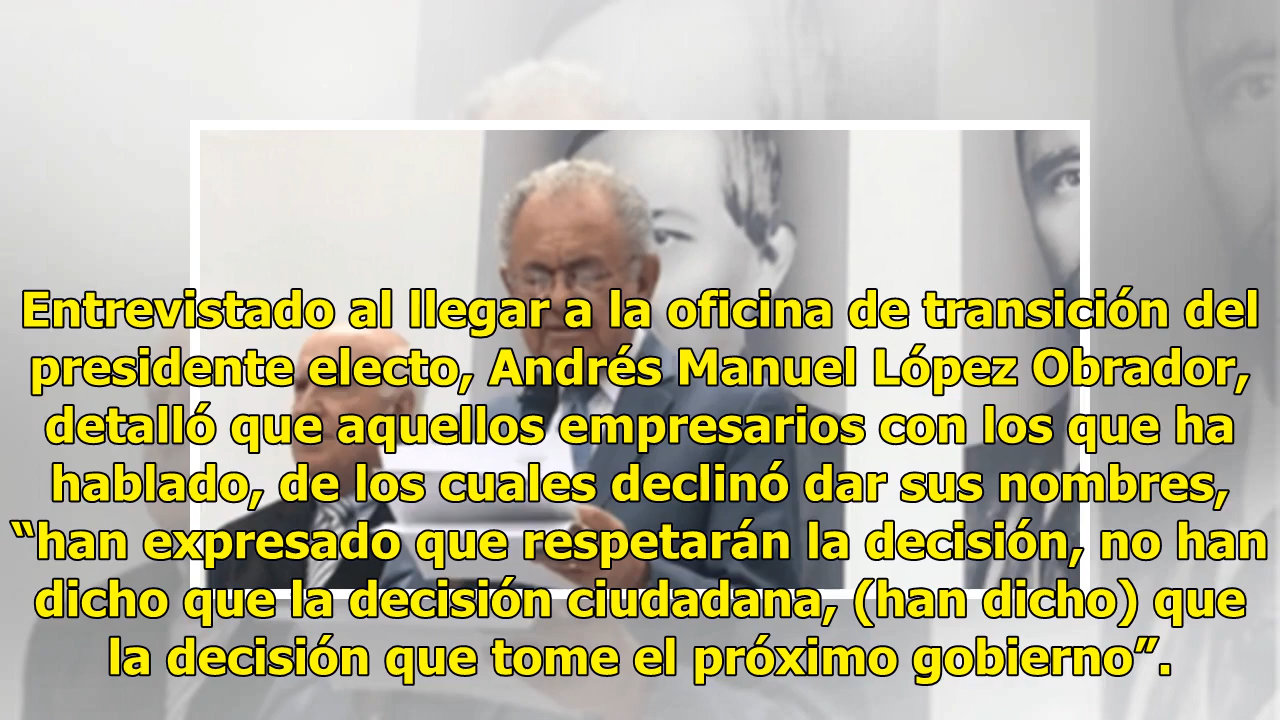 Entrevistado al llegar a la oficina de transición del
presidente electo, Andrés Manuel López Obrador,
detalló que aquellos empresarios con los que ha
hablado, de los cuales declinó dar sus nombres,
“han expresado que respetarán la decisión, no han
dicho que la decisión ciudadana, (han dicho) que
la decisión que tome el próximo gobierno”.